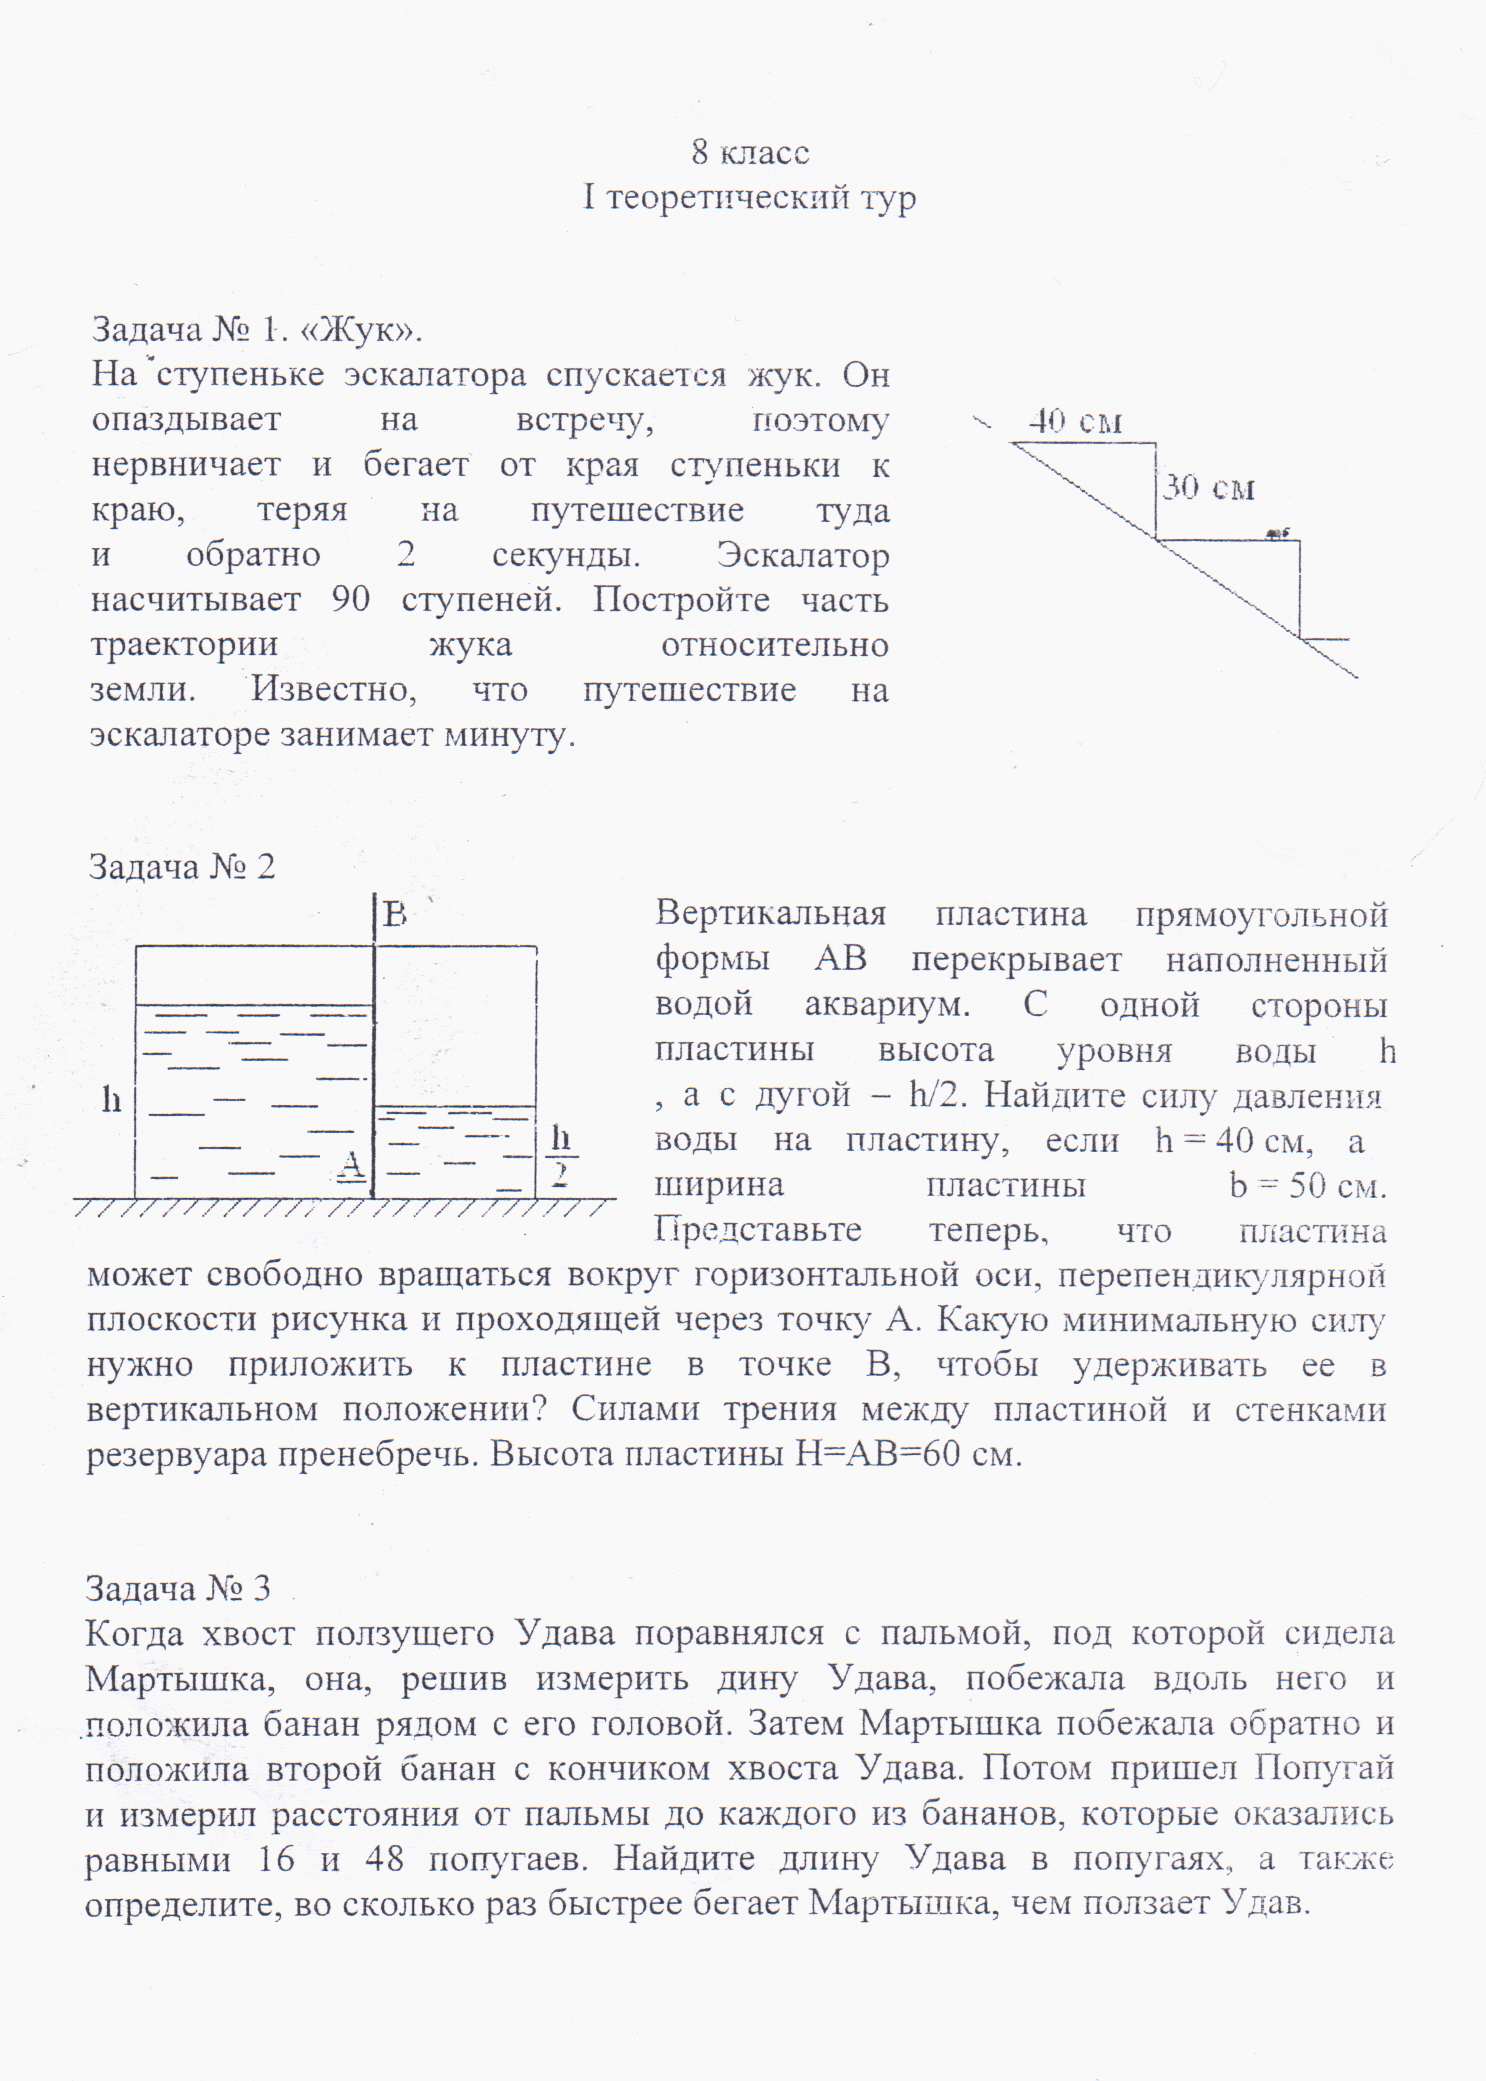 8 класс
I теоретический тур
Задача № 1. «Жук».
На ступеньке эскалатора спускается жук. Он
опаздывает на встречу, поэтому
нервничает и бегает от края ступеньки к
краю, теряя на путешествие туда
и обратно 2 секунды. Эскалатор
насчитывает 90 ступеней. Постройте часть
траектории жука относительно
земли. Известно, что путешествие на
эскалаторе занимает минуту.
40 см
30 см
Задача № 2
B
h
A
h
2
Вертикальная пластина прямоугольной
формы АВ перекрывает наполненный
водой аквариум. С одной стороны
пластины высота уровня воды h
, а с дугой – h/2. Найдите силу давления
воды на пластину, если h = 40 см, а
ширина пластины b = 50 см.
Представьте теперь, что пластина
может свободно вращаться вокруг горизонтальной оси, перепендикулярной
плоскости рисунка и проходящей через точку А. Какую минимальную силу
нужно приложить к пластине в точке В, чтобы удерживать ее в
вертикальном положении? Силами трения между пластиной и стенками
резервуара пренебречь. Высота пластины Н=АВ=60 см.
Задача № 3
Когда хвост ползущего Удава поравнялся с пальмой, под которой сидела
Мартышка, она, решив измерить дину Удава, побежала вдоль него и
положила банан рядом с его головой. Затем Мартышка побежала обратно и
положила второй банан с кончиком хвоста Удава. Потом пришел Попугай
и измерил расстояния от пальмы до каждого из бананов, которые оказались
равными 16 и 48 попугаев. Найдите длину Удава в попугаях, а также
определите, во сколько раз быстрее бегает Мартышка, чем ползает Удав.